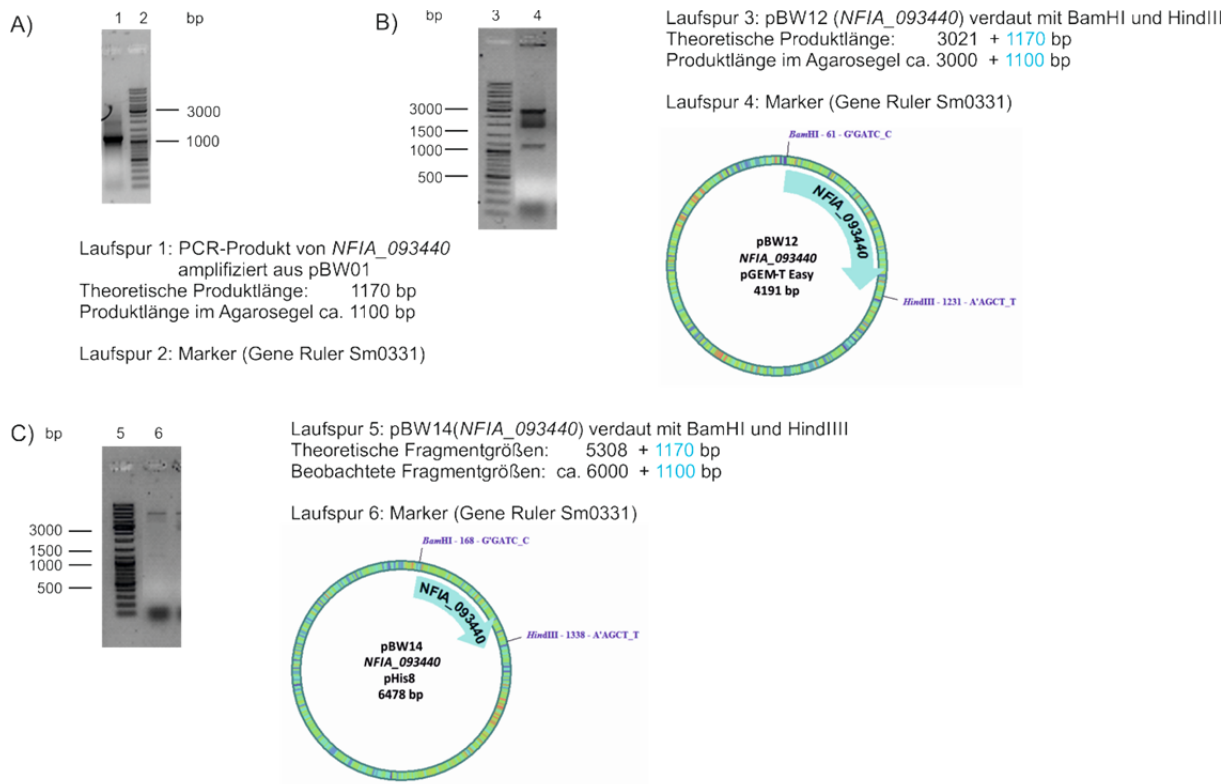 A)
1 2 bp
3000
1000
Laufspur 1: PCR-Produkt von NFIA_093440
amplifiziert aus pBW01
Theoretische Produktlänge: 1170 bp
Produktlänge im Agarosegel ca. 1100 bp
Laufspur 2: Marker (Gene Ruler Sm0331)
B)
bp 3 4
3000
1500
1000
500
Laufspur 3: pBW12 (NFIA_093440) verdaut mit BamHI und HindIII
Theoretische Produktlänge: 3021 + 1170 bp
Produktlänge im Agarosegel ca. 3000 + 1100 bp
Laufspur 4: Marker (Gene Ruler Sm0331)
BamHI - 61 - G'GATC_C
NFIA_093440
pBW12
NFIA_093440
pGEM-T Easy
4191 bp
HindIII - 1231 - A'AGCT_T
C)
bp 5 6
3000
1500
1000
500
Laufspur 5: pBW14(NFIA_093440) verdaut mit BamHI und HindIIII
Theoretische Fragmentgrößen: 5308 + 1170 bp
Beobachtete Fragmentgrößen: ca. 6000 + 1100 bp
Laufspur 6: Marker (Gene Ruler Sm0331)
BamHI - 168 - G'GATC_C
NFIA_093440
HindIII - 1338 - A'AGCT_T
pBW14
NFIA_093440
pHis8
6478 bp